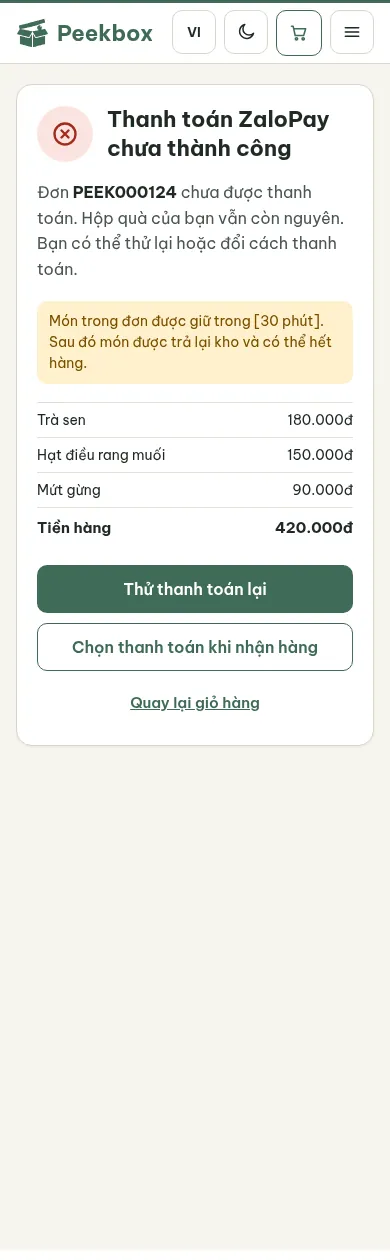 Peekbox
VI
Thanh toán ZaloPay
chưa thành công
Đơn PEEK000124 chưa được thanh
toán. Hộp quà của bạn vẫn còn nguyên.
Bạn có thể thử lại hoặc đổi cách thanh
toán.
Món trong đơn được giữ trong [30 phút].
Sau đó món được trả lại kho và có thể hết
hàng.
Trà sen 180.000đ
Hạt điều rang muối 150.000đ
Mứt gừng 90.000đ
Tiền hàng 420.000đ
Thử thanh toán lại
Chọn thanh toán khi nhận hàng
Quay lại giỏ hàng